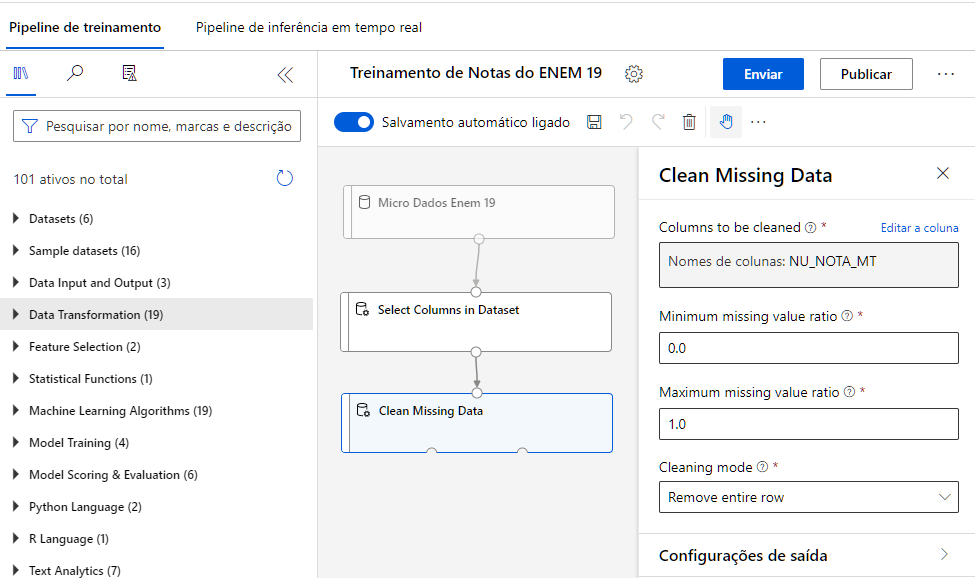 Pipeline de treinamento
Pipeline de inferência em tempo real
Treinamento de Notas do ENEM 19
Enviar
Publicar
Pesquisar por nome, marcas e descrição
Salvamento automático ligado
101 ativos no total
Datasets (6)
Sample datasets (16)
Data Input and Output (3)
Data Transformation (19)
Feature Selection (2)
Statistical Functions (1)
Machine Learning Algorithms (19)
Model Training (4)
Model Scoring & Evaluation (6)
Python Language (2)
R Language (1)
Text Analytics (7)
Micro Dados Enem 19
Select Columns in Dataset
Clean Missing Data
Clean Missing Data
Columns to be cleaned *
Editar a coluna
Nomes de colunas: NU_NOTA_MT
Minimum missing value ratio *
0.0
Maximum missing value ratio *
1.0
Cleaning mode *
Remove entire row
Configurações de saída